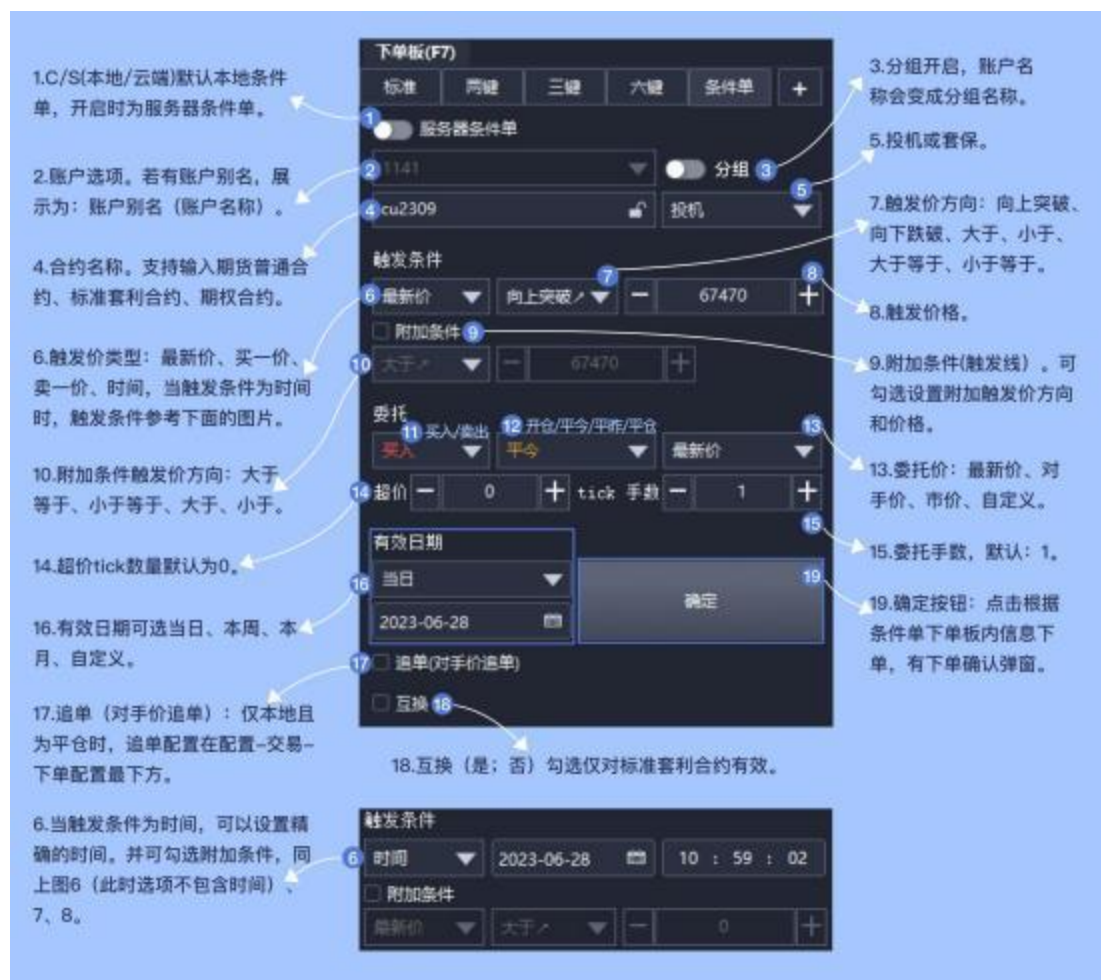 下单板(F7)
标准 两键 三键 六键 条件单 +
1 服务器条件单
2 1141 分组 3
4 cu2309 投机 5
触发条件
6 最新价 向上突破↗ 7 － 67470 ＋ 8
附加条件 9
10 大于↗ － 67470 ＋
委托
11 买入/卖出 12 开仓/平今/平昨/平仓 13
买入 平今 最新价
14 超价 － 0 ＋ tick 手数 － 1 ＋
15
有效日期
16 当日
2023-06-28
确定 19
17 追单(对手价追单)
互换 18
1.C/S(本地/云端)默认本地条件
单，开启时为服务器条件单。
2.账户选项。若有账户别名，展
示为：账户别名（账户名称）。
4.合约名称。支持输入期货普通合
约、标准套利合约、期权合约。
6.触发价类型：最新价、买一价、
卖一价、时间，当触发条件为时间
时，触发条件参考下面的图片。
10.附加条件触发价方向：大于
等于、小于等于、大于、小于。
14.超价tick数量默认为0。
16.有效日期可选当日、本周、本
月、自定义。
17.追单（对手价追单）：仅本地且
为平仓时，追单配置在配置-交易-
下单配置最下方。
3.分组开启，账户名
称会变成分组名称。
5.投机或套保。
7.触发价方向：向上突破、
向下跌破、大于、小于、
大于等于、小于等于。
8.触发价格。
9.附加条件(触发线）。可
勾选设置附加触发价方向
和价格。
13.委托价：最新价、对
手价、市价、自定义。
15.委托手数，默认：1。
19.确定按钮：点击根据
条件单下单板内信息下
单，有下单确认弹窗。
18.互换（是；否）勾选仅对标准套利合约有效。
6.当触发条件为时间，可以设置精
确的时间。并可勾选附加条件，同
上图6（此时选项不包含时间）、
7、8。
触发条件
6 时间 2023-06-28 10 : 59 : 02
附加条件
最新价 大于↗ － 0 ＋